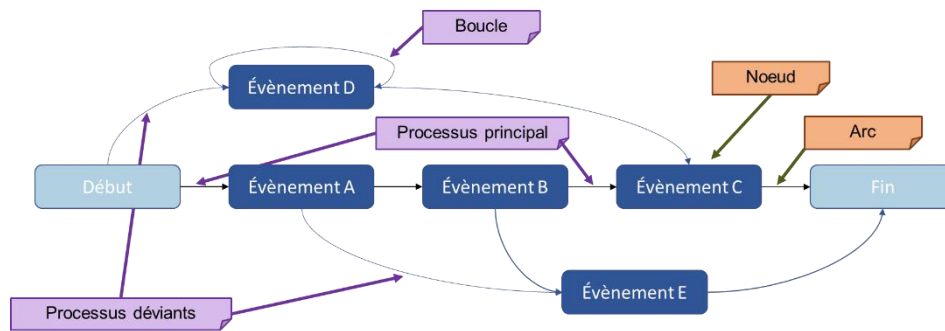 Boucle
Évènement D
Noeud
Processus principal
Arc
Début
Évènement A
Évènement B
Évènement C
Fin
Évènement E
Processus déviants